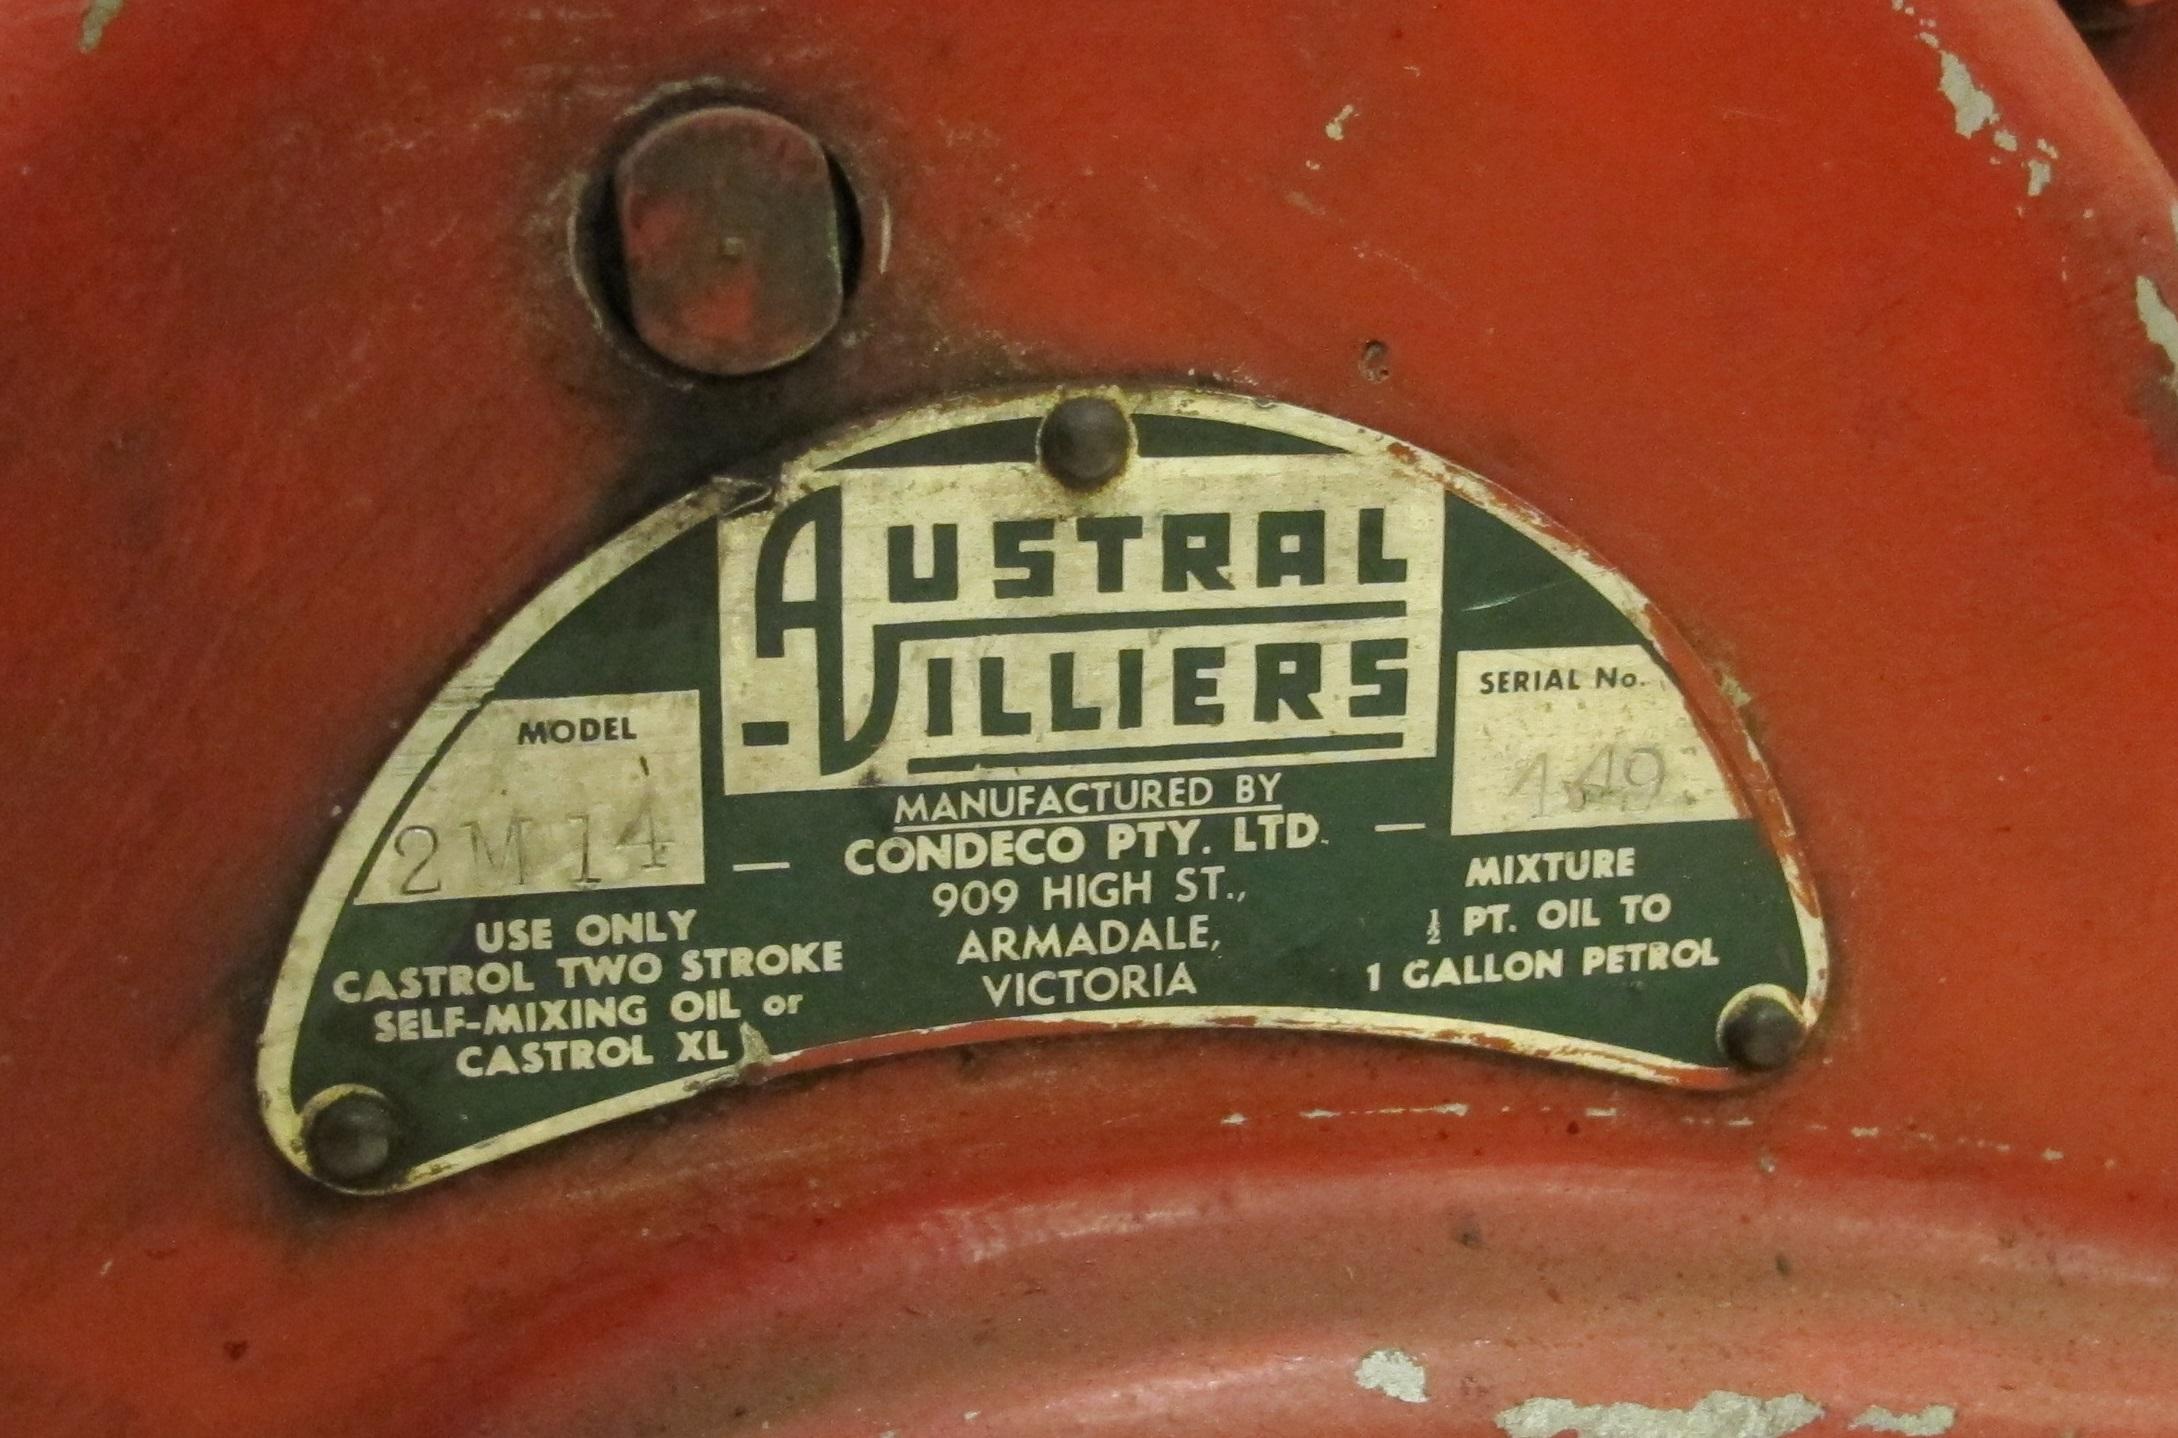 AUSTRAL
-VILLIERS
MODEL
2M14
SERIAL No.
MANUFACTURED BY
CONDECO PTY. LTD.
909 HIGH ST.,
ARMADALE,
VICTORIA
USE ONLY
CASTROL TWO STROKE
SELF-MIXING OIL or
CASTROL XL
MIXTURE
½ PT. OIL TO
1 GALLON PETROL